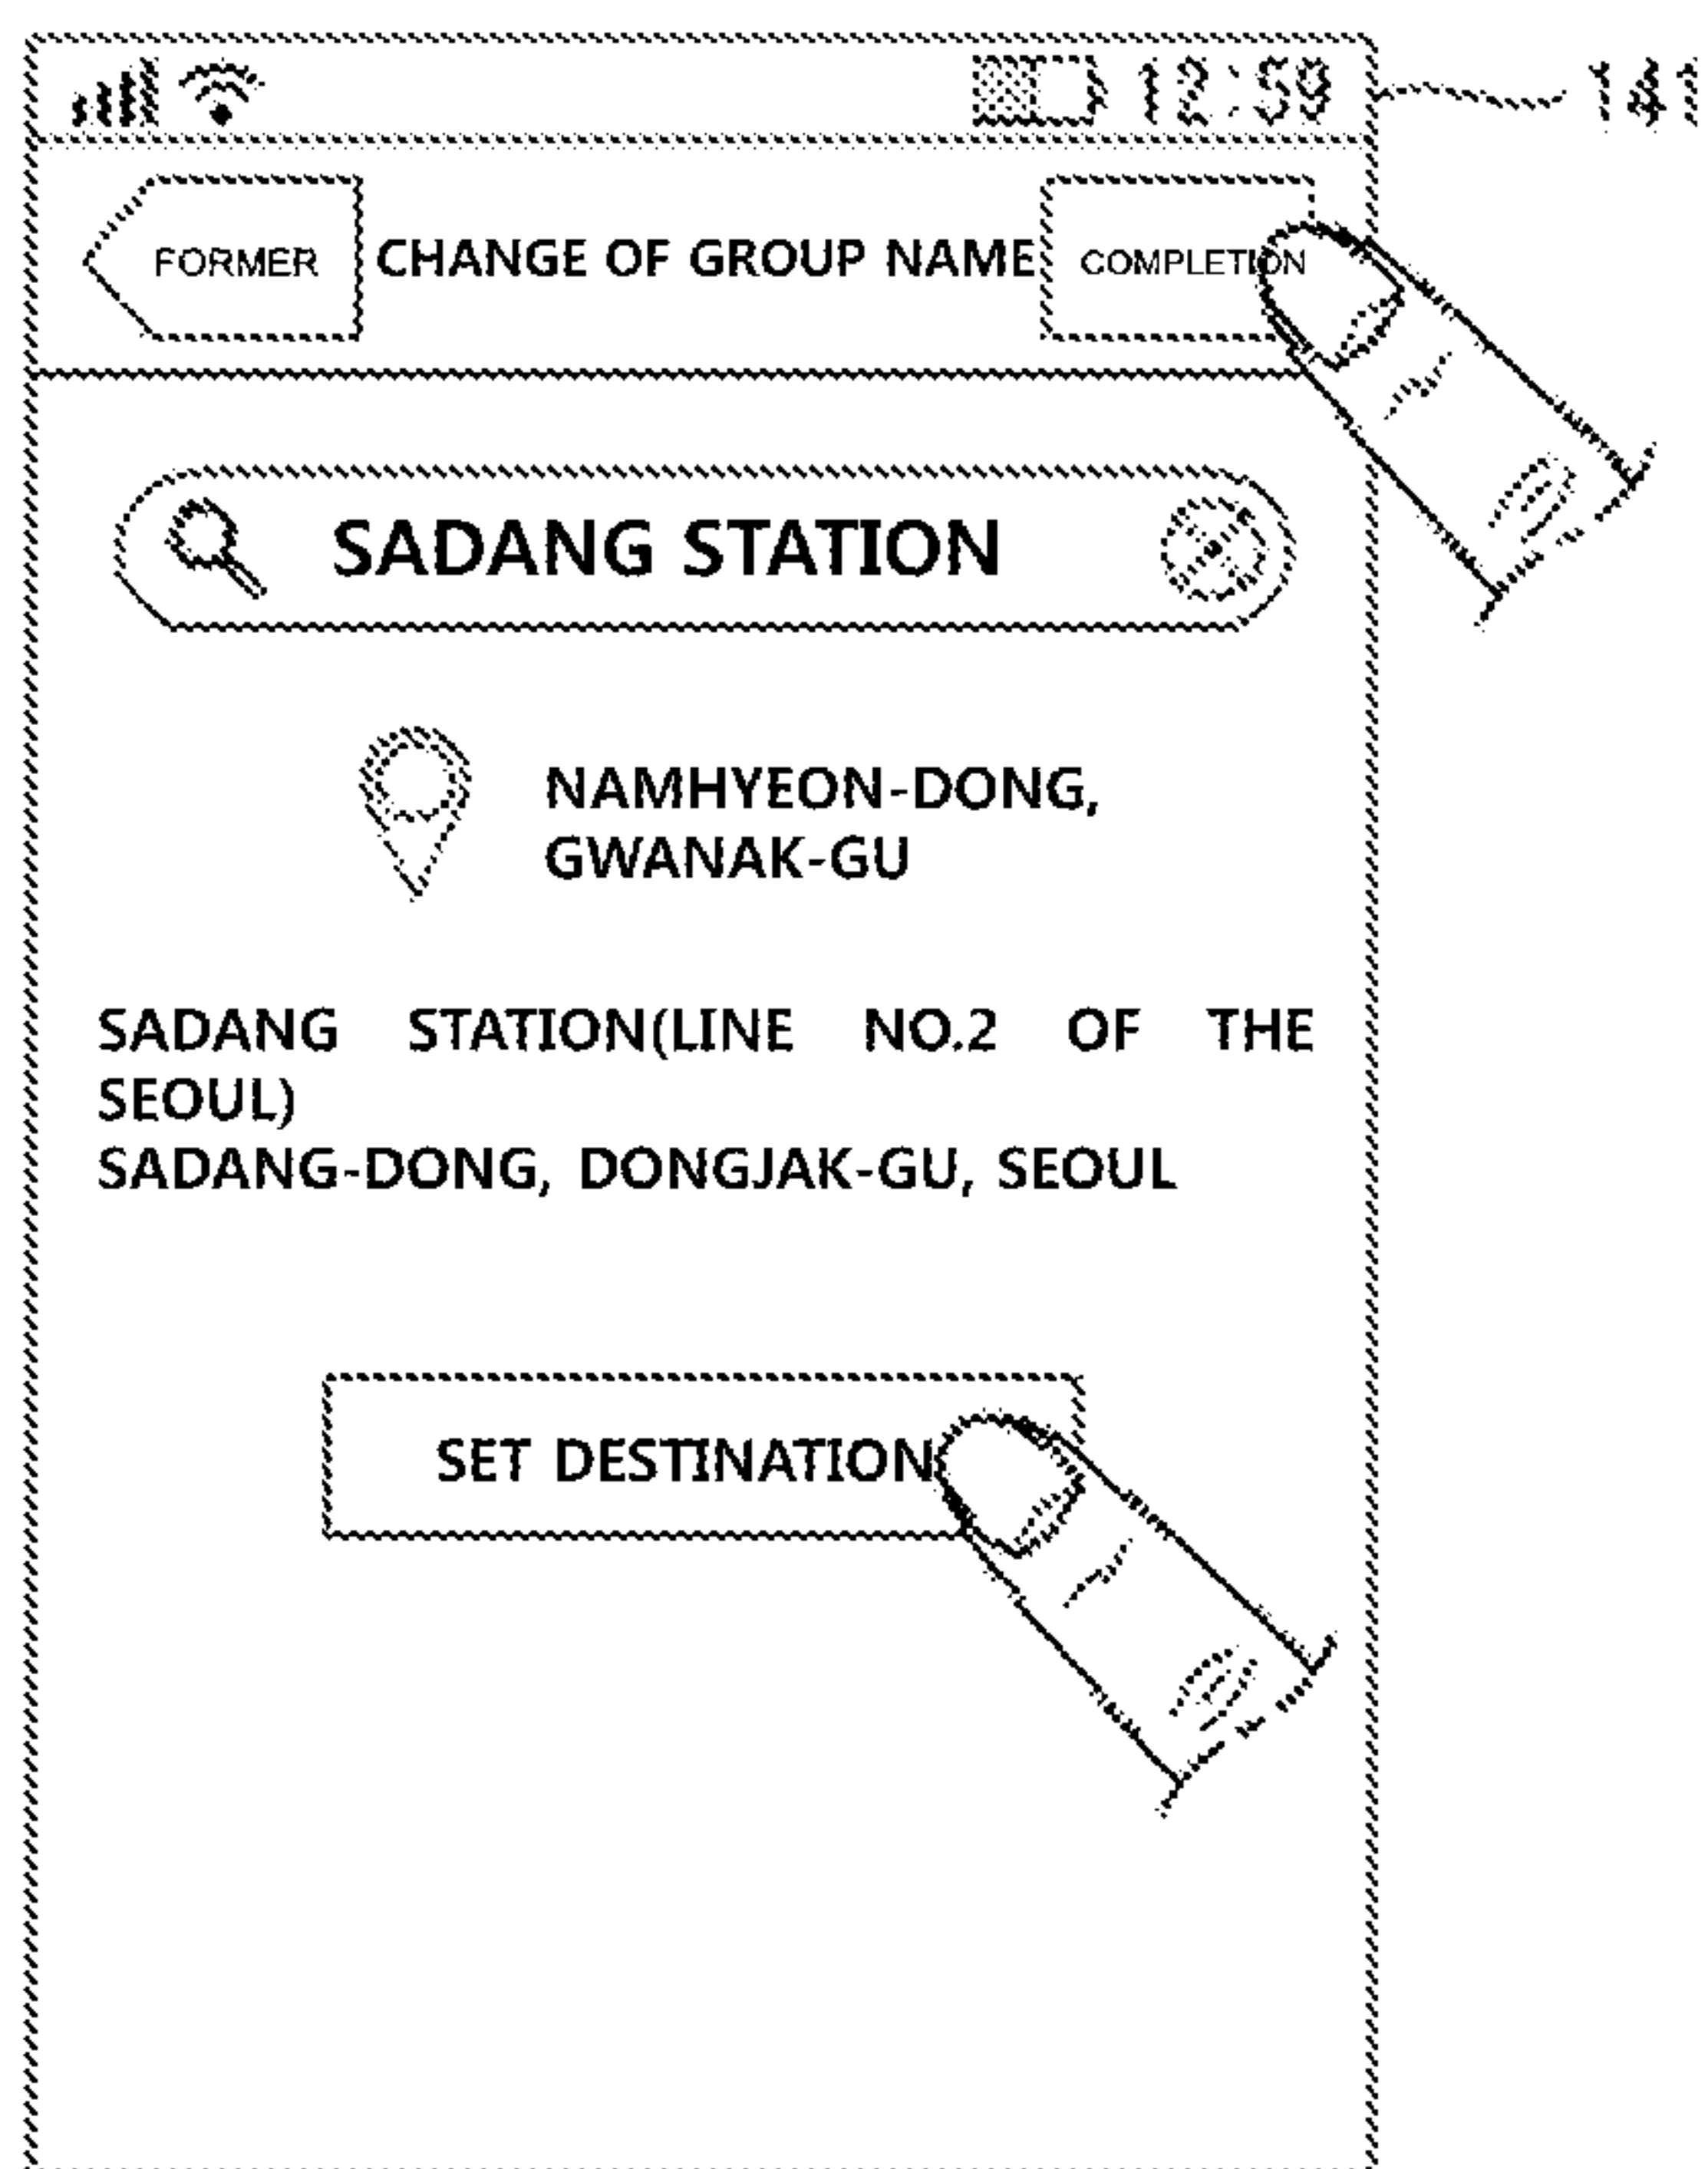 12:59
141
FORMER CHANGE OF GROUP NAME COMPLETION
SADANG STATION
NAMHYEON-DONG,
GWANAK-GU
SADANG STATION(LINE NO.2 OF THE
SEOUL)
SADANG-DONG, DONGJAK-GU, SEOUL
SET DESTINATION